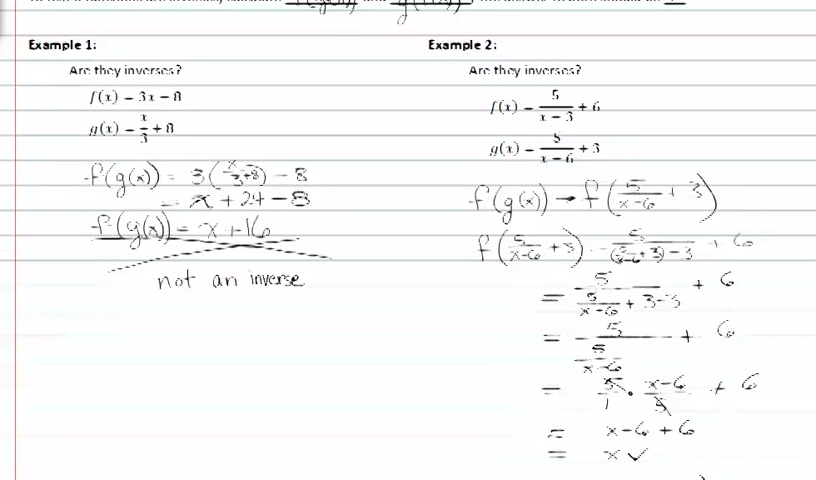 Example 1:
Are they inverses?
f(x) = 3x − 8
g(x) = x/3 + 8
f(g(x)) = 3(x/3+8) − 8
= x + 24 − 8
f(g(x)) = x+16
not an inverse
Example 2:
Are they inverses?
f(x) = 5/(x − 3) + 6
g(x) = 5/(x − 6) + 3
f(g(x)) → f(5/(x−6) + 3)
f(5/(x−6) + 3) = 5/((5/(x−6)+3)−3) + 6
= 5/(5/(x−6) + 3−3) + 6
= 5/(5/(x−6)) + 6
= 5/1 • (x−6)/5 + 6
= x−6 + 6
= x ✓